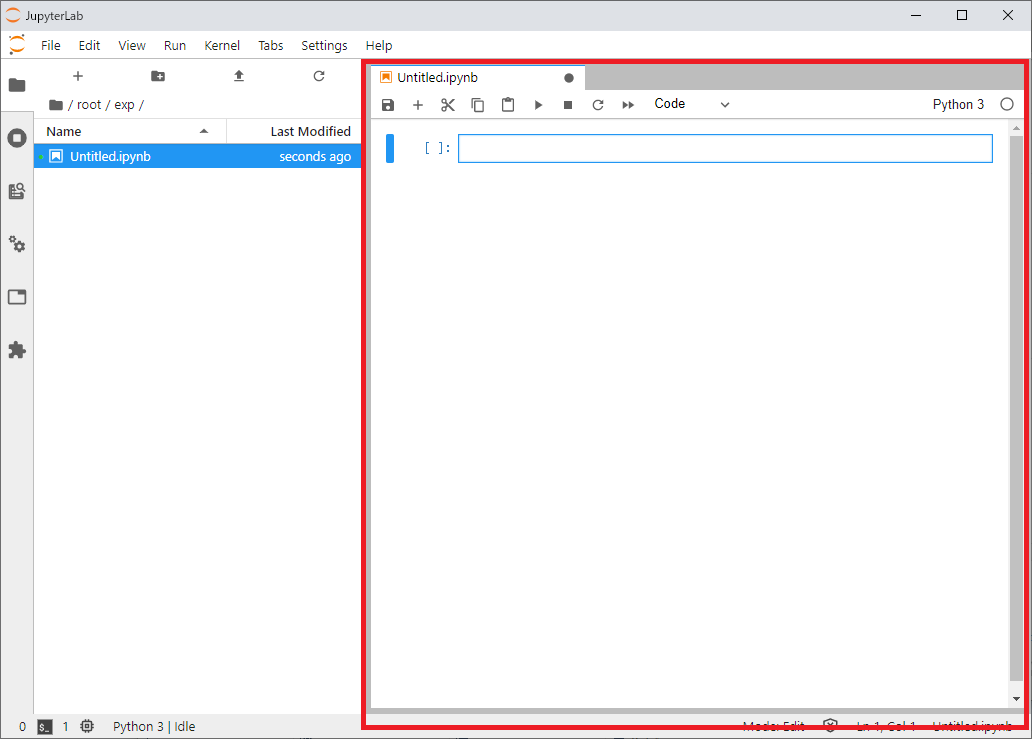 JupyterLab
File Edit View Run Kernel Tabs Settings Help
Untitled.ipynb
Code
Python 3
/ root / exp /
Name Last Modified
Untitled.ipynb seconds ago
[ ]:
0 $_ 1 Python 3 | Idle
Mode: Edit Ln 1, Col 1 Untitled.ipynb